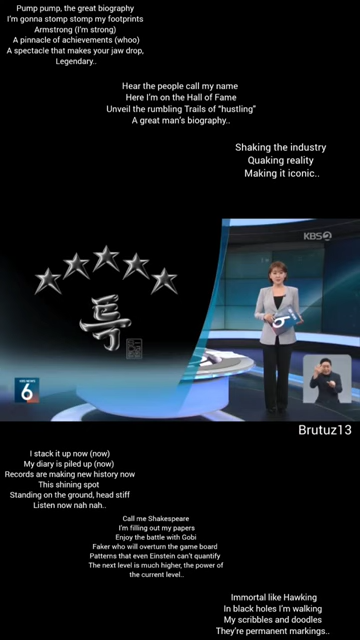 Pump pump, the great biography
I'm gonna stomp stomp my footprints
Armstrong (I'm strong)
A pinnacle of achievements (whoo)
A spectacle that makes your jaw drop,
Legendary..
Hear the people call my name
Here I'm on the Hall of Fame
Unveil the rumbling Trails of “hustling”
A great man's biography..
Shaking the industry
Quaking reality
Making it iconic..
KBS 2
특
6
6
Brutuz13
I stack it up now (now)
My diary is piled up (now)
Records are making new history now
This shining spot
Standing on the ground, head stiff
Listen now nah nah..
Call me Shakespeare
I'm filling out my papers
Enjoy the battle with Gobi
Faker who will overturn the game board
Patterns that even Einstein can't quantify
The next level is much higher, the power of
the current level..
Immortal like Hawking
In black holes I'm walking
My scribbles and doodles
They're permanent markings..